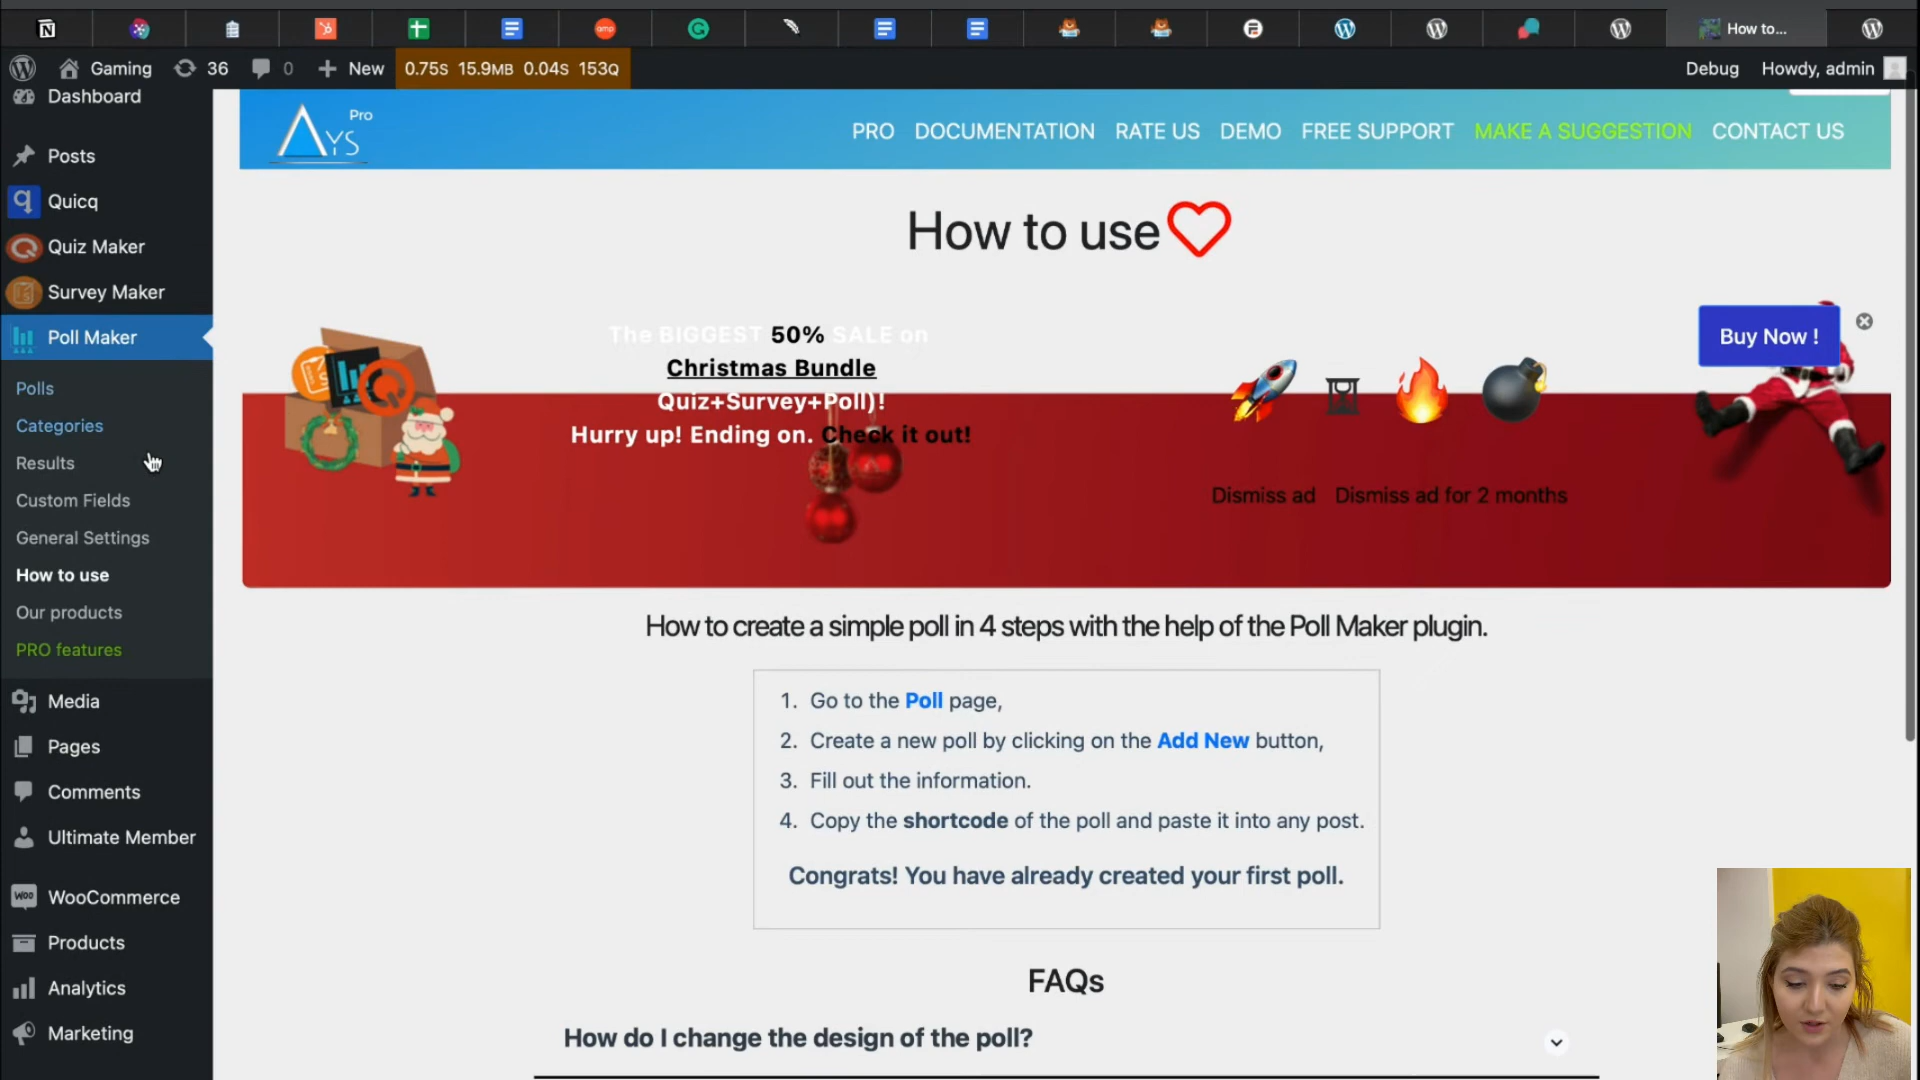 amp
How to...
Gaming
36
0
New
0.75S 15.9MB 0.04S 153Q
Debug
Howdy, admin
Dashboard
Posts
Quicq
Quiz Maker
Survey Maker
Poll Maker
Polls
Categories
Results
Custom Fields
General Settings
How to use
Our products
PRO features
Media
Pages
Comments
Ultimate Member
WooCommerce
Products
Analytics
Marketing
Pro
AYS
PRO
DOCUMENTATION
RATE US
DEMO
FREE SUPPORT
MAKE A SUGGESTION
CONTACT US
How to use
The BIGGEST 50% SALE on
Christmas Bundle
Quiz+Survey+Poll)!
Hurry up! Ending on. Check it out!
Buy Now !
Dismiss ad
Dismiss ad for 2 months
How to create a simple poll in 4 steps with the help of the Poll Maker plugin.
1. Go to the Poll page,
2. Create a new poll by clicking on the Add New button,
3. Fill out the information.
4. Copy the shortcode of the poll and paste it into any post.
Congrats! You have already created your first poll.
FAQs
How do I change the design of the poll?